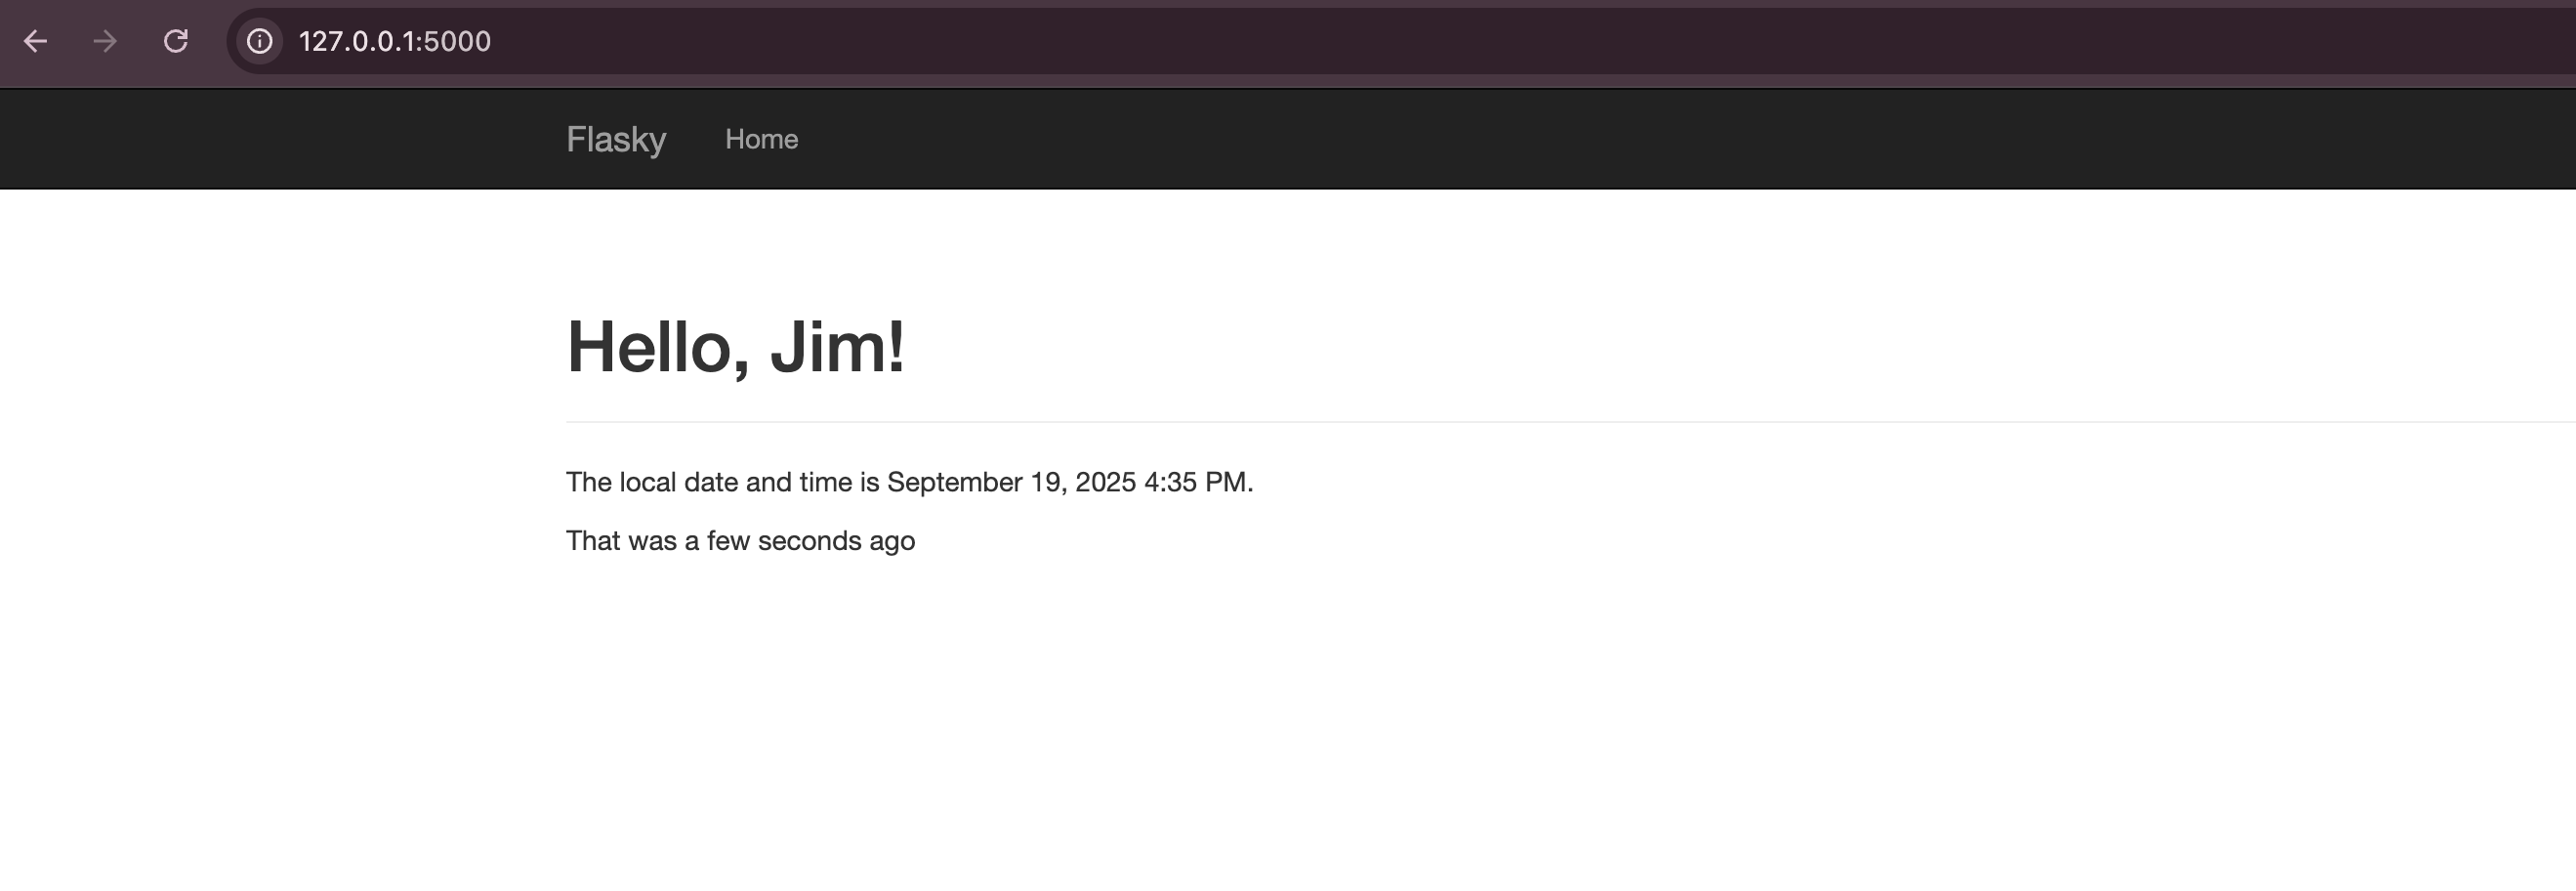 127.0.0.1:5000
Flasky Home
Hello, Jim!
The local date and time is September 19, 2025 4:35 PM.
That was a few seconds ago